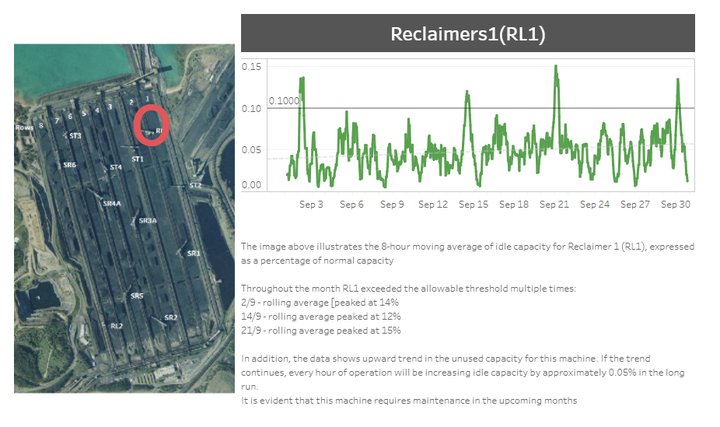 Reclaimers1(RL1)
0.15
0.1000
0.10
0.05
0.00
Sep 3 Sep 6 Sep 9 Sep 12 Sep 15 Sep 18 Sep 21 Sep 24 Sep 27 Sep 30
Rows 8 7 6 5 4 3 2 1
ST3
ST1
SR6
ST4
ST2
SR4A
SR3A
SR1
SR5
RL2
SR2
The image above illustrates the 8-hour moving average of idle capacity for Reclaimer 1 (RL1), expressed
as a percentage of normal capacity
Throughout the month RL1 exceeded the allowable threshold multiple times:
2/9 - rolling average [peaked at 14%
14/9 - rolling average peaked at 12%
21/9 - rolling average peaked at 15%
In addition, the data shows upward trend in the unused capacity for this machine. If the trend
continues, every hour of operation will be increasing idle capacity by approximately 0.05% in the long
run.
It is evident that this machine requires maintenance in the upcoming months